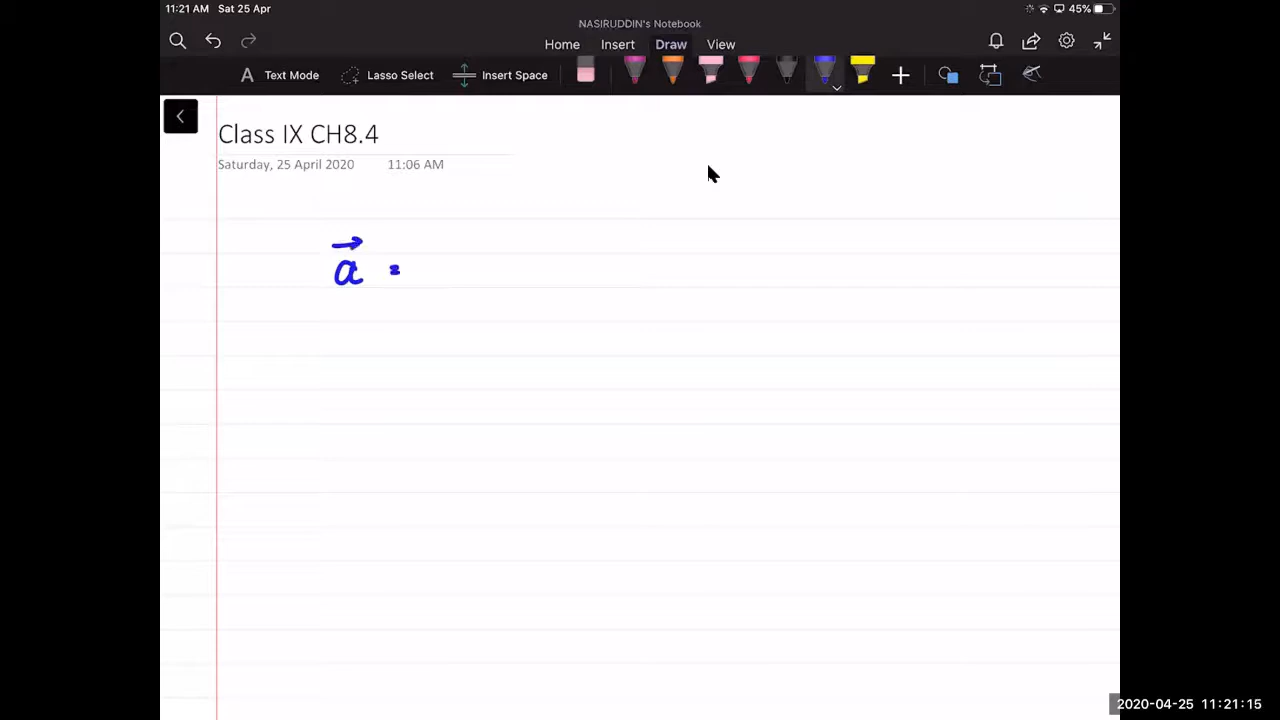 11:21 AM Sat 25 Apr 45%
NASIRUDDIN's Notebook
Home Insert Draw View
A Text Mode Lasso Select Insert Space
Class IX CH8.4
Saturday, 25 April 2020 11:06 AM
a⃗ =
2020-04-25 11:21:15